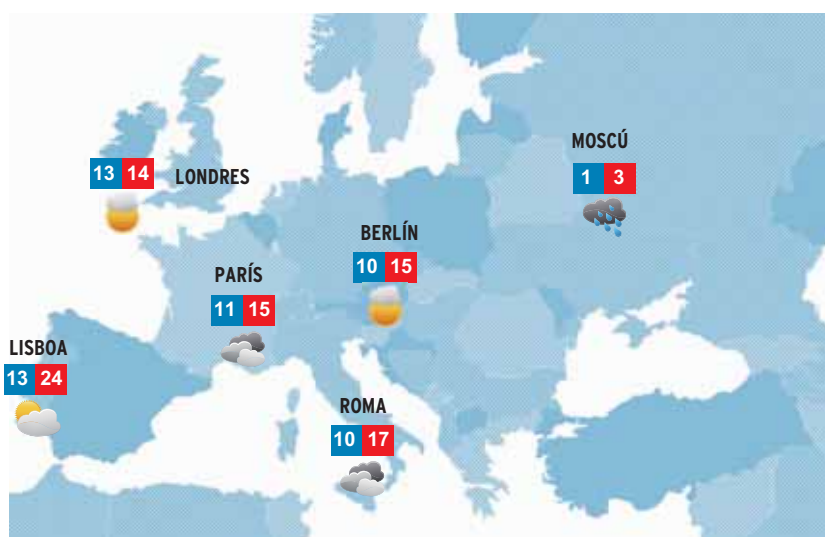 MOSCÚ
1 3
13 14
LONDRES
BERLÍN
10 15
PARÍS
11 15
LISBOA
13 24
ROMA
10 17